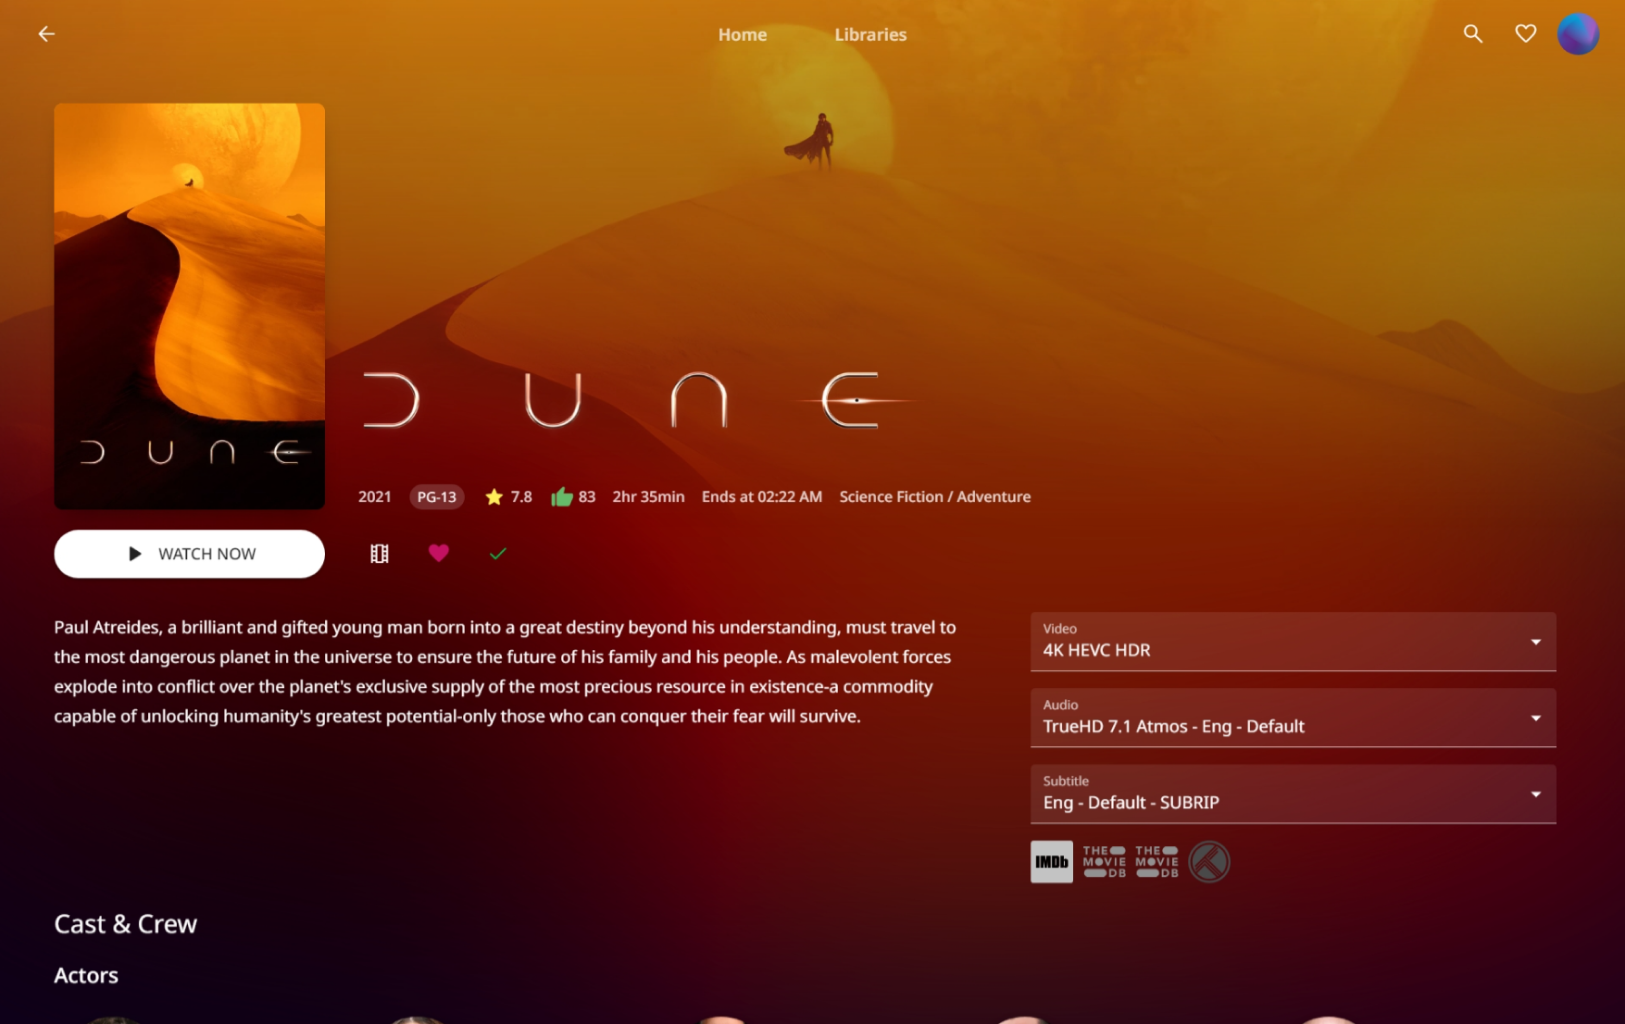 Home
Libraries
DUNE
DUNE
2021 PG-13 7.8 83 2hr 35min Ends at 02:22 AM Science Fiction / Adventure
WATCH NOW
Paul Atreides, a brilliant and gifted young man born into a great destiny beyond his understanding, must travel to
the most dangerous planet in the universe to ensure the future of his family and his people. As malevolent forces
explode into conflict over the planet's exclusive supply of the most precious resource in existence-a commodity
capable of unlocking humanity's greatest potential-only those who can conquer their fear will survive.
Video
4K HEVC HDR
Audio
TrueHD 7.1 Atmos - Eng - Default
Subtitle
Eng - Default - SUBRIP
IMDb
THE
MOVIE
DB
THE
MOVIE
DB
Cast & Crew
Actors